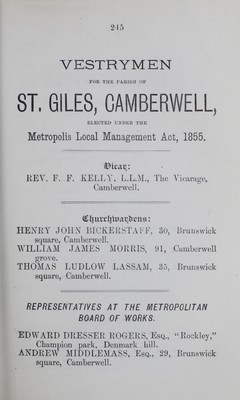 245
VESTRYMEN
FOR THE PARISH OF
ST. GILES, CAMBERWELL,
ELECTED UNDER THE
Metropolis Local Management Act, 1855.
Vicar:
REV. F. F. KELLY, L.L.M., The Vicarage,
Camberwell.
Churchwardens:
HENRY JOHN BICKERSTAFF, 30, Brunswick
square, Camberwell.
WILLIAM JAMES MORRIS, 91, Camberwell
grove.
THOMAS LUDLOW LASSAM, 35, Brunswick
square, Camberwell.
REPRESENTATIVES AT THE METROPOLITAN
BOARD OF WORKS.
EDWARD DRESSER ROGERS, Esq., "Rockley,"
Champion park, Denmark hill.
ANDREW MIDDLEMASS, Esq., 29, Brunswick
square, Camberwell.